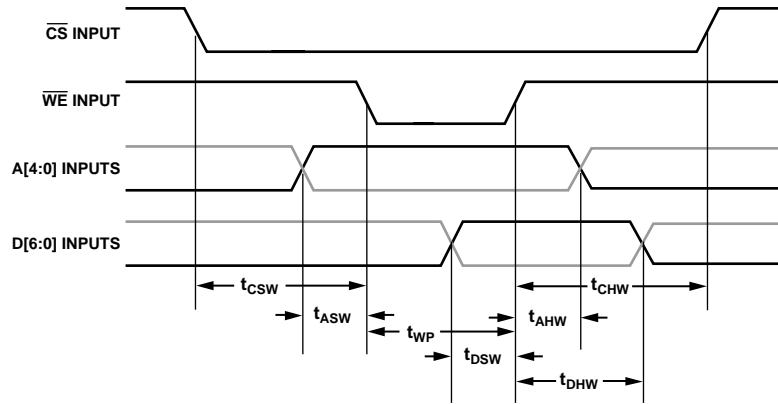 CS INPUT
WE INPUT
A[4:0] INPUTS
D[6:0] INPUTS
tCSW
tCHW
tASW
tAHW
tWP
tDSW
tDHW